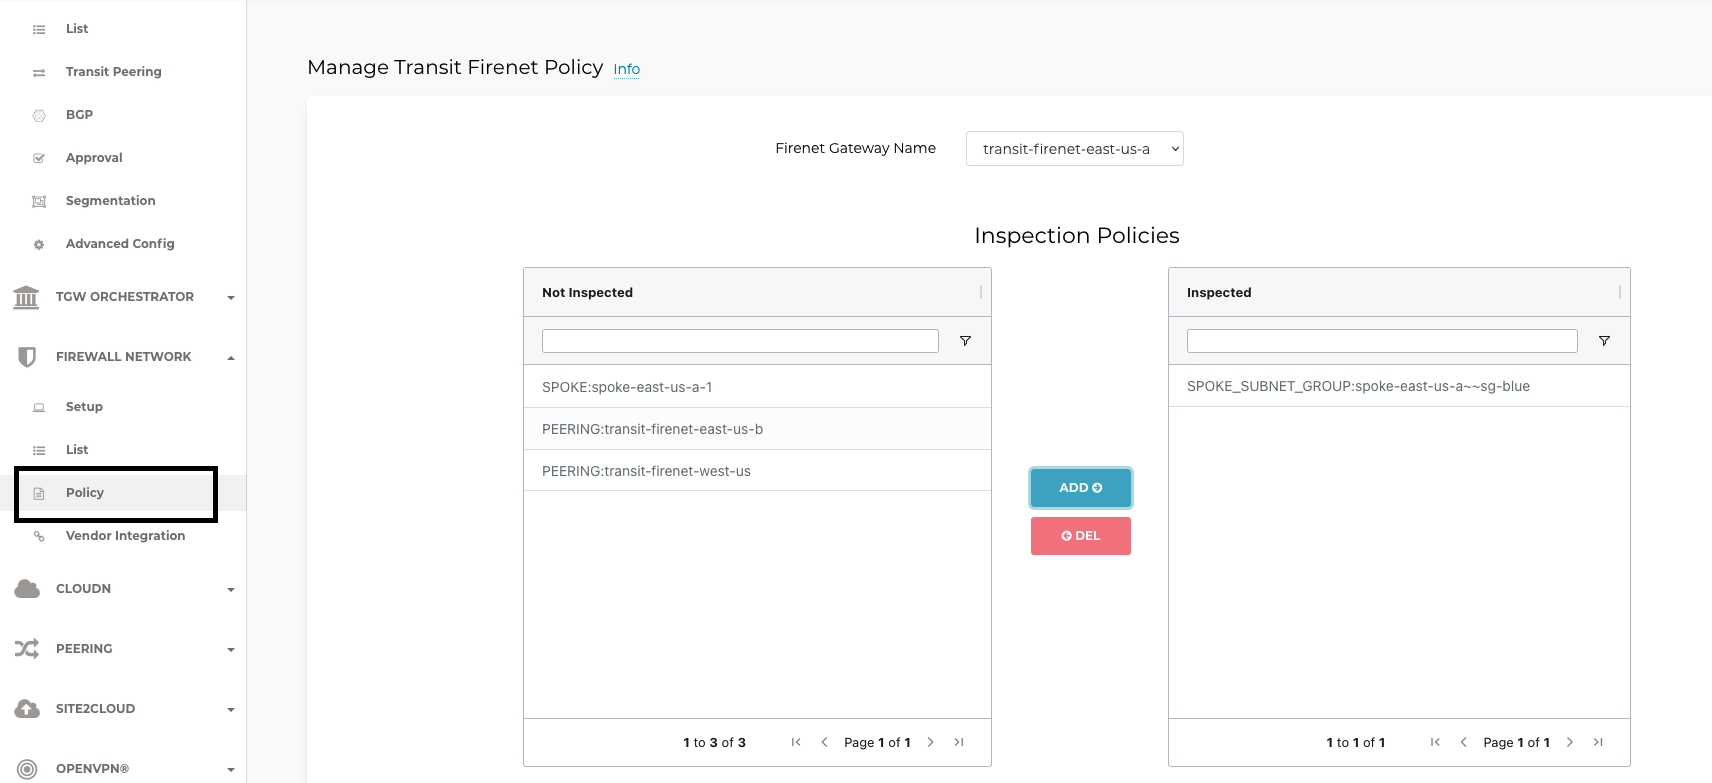 List
Transit Peering
BGP
Approval
Segmentation
Advanced Config
TGW ORCHESTRATOR
FIREWALL NETWORK
Setup
List
Policy
Vendor Integration
CLOUDN
PEERING
SITE2CLOUD
OPENVPN®
Manage Transit Firenet Policy Info
Firenet Gateway Name transit-firenet-east-us-a
Inspection Policies
Not Inspected
SPOKE:spoke-east-us-a-1
PEERING:transit-firenet-east-us-b
PEERING:transit-firenet-west-us
1 to 3 of 3 Page 1 of 1
ADD
DEL
Inspected
SPOKE_SUBNET_GROUP:spoke-east-us-a~~sg-blue
1 to 1 of 1 Page 1 of 1